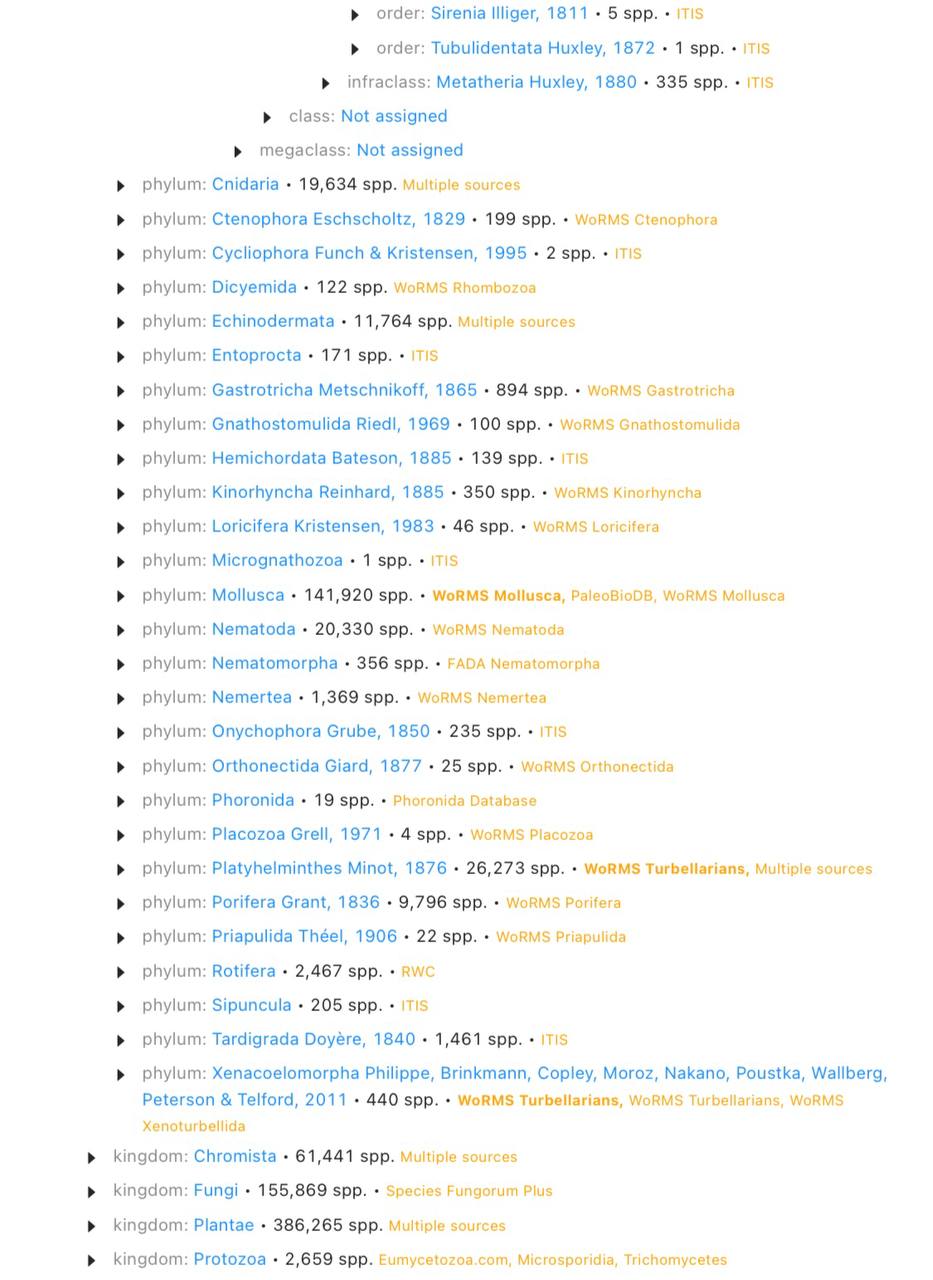 order: Sirenia Illiger, 1811 • 5 spp. • ITIS
order: Tubulidentata Huxley, 1872 • 1 spp. • ITIS
infraclass: Metatheria Huxley, 1880 • 335 spp. • ITIS
class: Not assigned
megaclass: Not assigned
phylum: Cnidaria • 19,634 spp. Multiple sources
phylum: Ctenophora Eschscholtz, 1829 • 199 spp. • WoRMS Ctenophora
phylum: Cycliophora Funch & Kristensen, 1995 • 2 spp. • ITIS
phylum: Dicyemida • 122 spp. WoRMS Rhombozoa
phylum: Echinodermata • 11,764 spp. Multiple sources
phylum: Entoprocta • 171 spp. • ITIS
phylum: Gastrotricha Metschnikoff, 1865 • 894 spp. • WoRMS Gastrotricha
phylum: Gnathostomulida Riedl, 1969 • 100 spp. • WoRMS Gnathostomulida
phylum: Hemichordata Bateson, 1885 • 139 spp. • ITIS
phylum: Kinorhyncha Reinhard, 1885 • 350 spp. • WoRMS Kinorhyncha
phylum: Loricifera Kristensen, 1983 • 46 spp. • WoRMS Loricifera
phylum: Micrognathozoa • 1 spp. • ITIS
phylum: Mollusca • 141,920 spp. • WoRMS Mollusca, PaleoBioDB, WoRMS Mollusca
phylum: Nematoda • 20,330 spp. • WoRMS Nematoda
phylum: Nematomorpha • 356 spp. • FADA Nematomorpha
phylum: Nemertea • 1,369 spp. • WoRMS Nemertea
phylum: Onychophora Grube, 1850 • 235 spp. • ITIS
phylum: Orthonectida Giard, 1877 • 25 spp. • WoRMS Orthonectida
phylum: Phoronida • 19 spp. • Phoronida Database
phylum: Placozoa Grell, 1971 • 4 spp. • WoRMS Placozoa
phylum: Platyhelminthes Minot, 1876 • 26,273 spp. • WoRMS Turbellarians, Multiple sources
phylum: Porifera Grant, 1836 • 9,796 spp. • WoRMS Porifera
phylum: Priapulida Théel, 1906 • 22 spp. • WoRMS Priapulida
phylum: Rotifera • 2,467 spp. • RWC
phylum: Sipuncula • 205 spp. • ITIS
phylum: Tardigrada Doyère, 1840 • 1,461 spp. • ITIS
phylum: Xenacoelomorpha Philippe, Brinkmann, Copley, Moroz, Nakano, Poustka, Wallberg,
Peterson & Telford, 2011 • 440 spp. • WoRMS Turbellarians, WoRMS Turbellarians, WoRMS
Xenoturbellida
kingdom: Chromista • 61,441 spp. Multiple sources
kingdom: Fungi • 155,869 spp. • Species Fungorum Plus
kingdom: Plantae • 386,265 spp. Multiple sources
kingdom: Protozoa • 2,659 spp. Eumycetozoa.com, Microsporidia, Trichomycetes